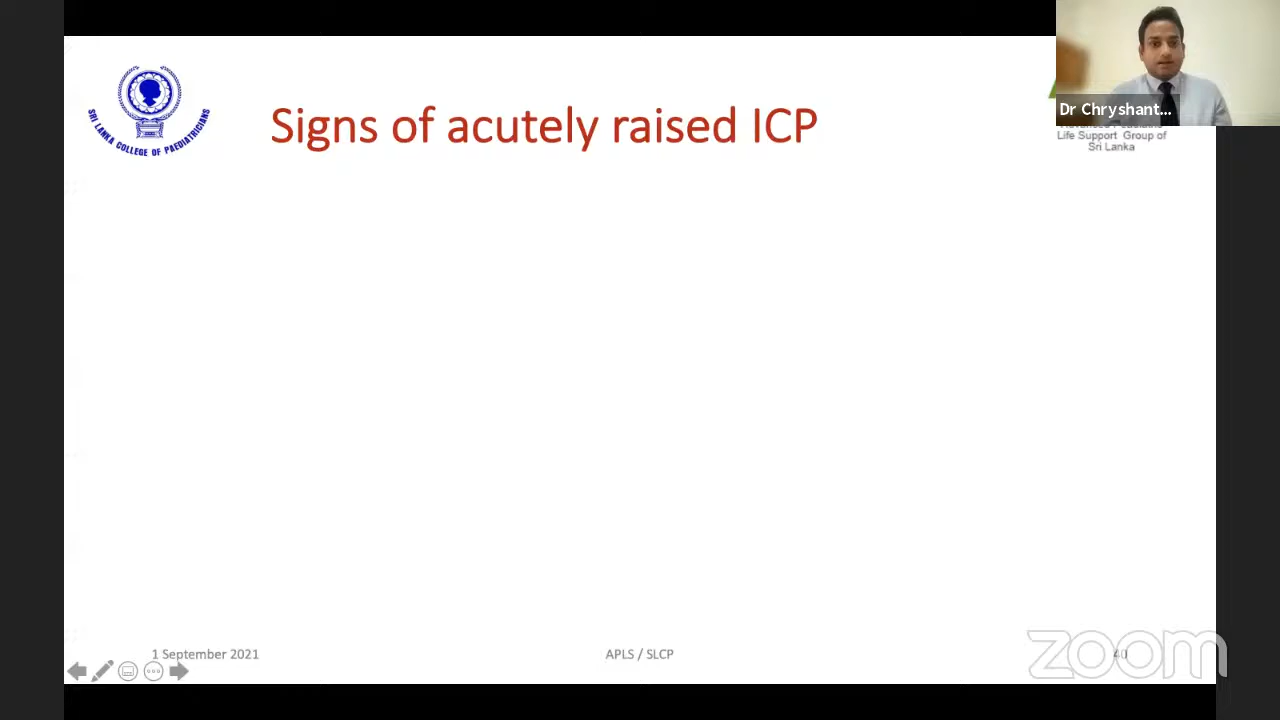 SRI LANKA COLLEGE OF PAEDIATRICIANS
Signs of acutely raised ICP
Dr Chryshant...
Life Support Group of
Sri Lanka
1 September 2021
APLS / SLCP
40
zoom